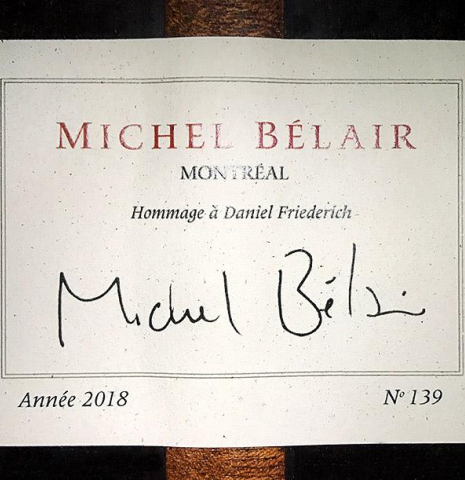 MICHEL BÉLAIR
MONTRÉAL
Hommage à Daniel Friederich
Michel Bélair
Année 2018
Nº 139